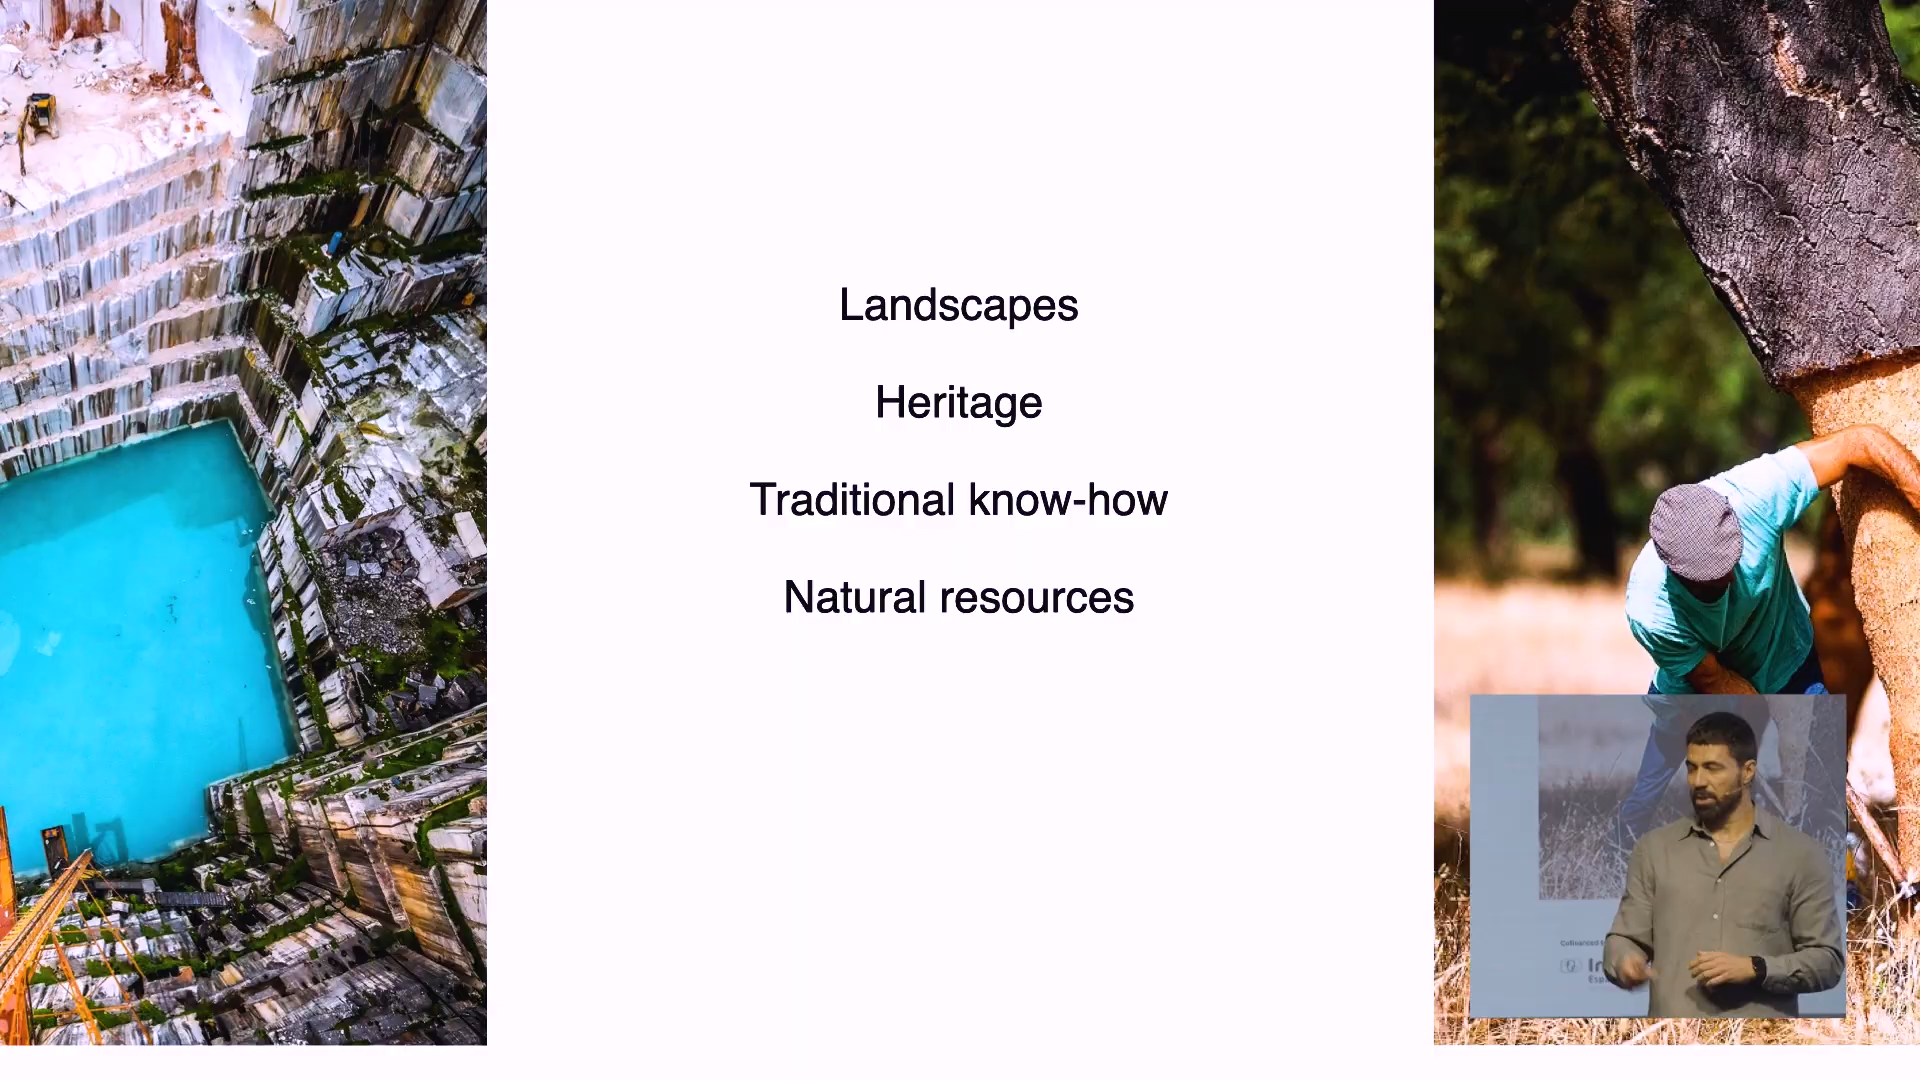 Landscapes
Heritage
Traditional know-how
Natural resources